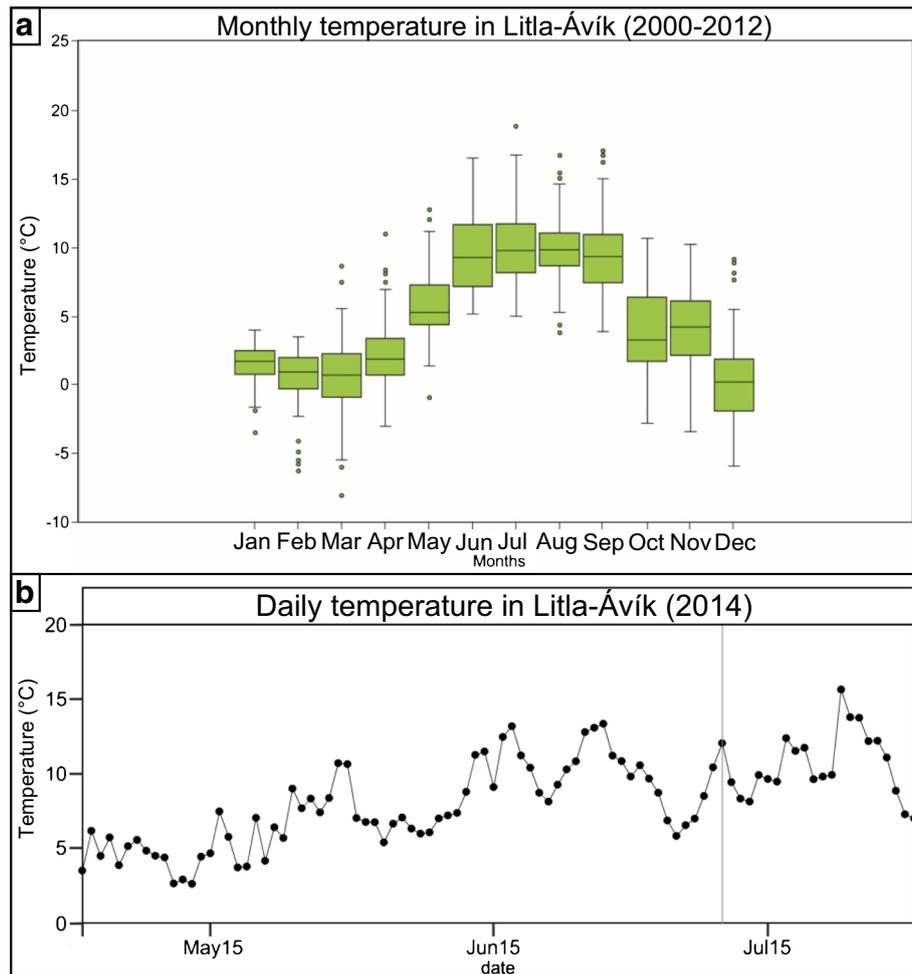 a
Monthly temperature in Litla-Ávík (2000-2012)
Temperature (°C)
25
20
15
10
5
0
-5
-10
Jan Feb Mar Apr May Jun Jul Aug Sep Oct Nov Dec
Months
b
Daily temperature in Litla-Ávík (2014)
Temperature (°C)
20
15
10
5
0
May15 Jun15 Jul15
date